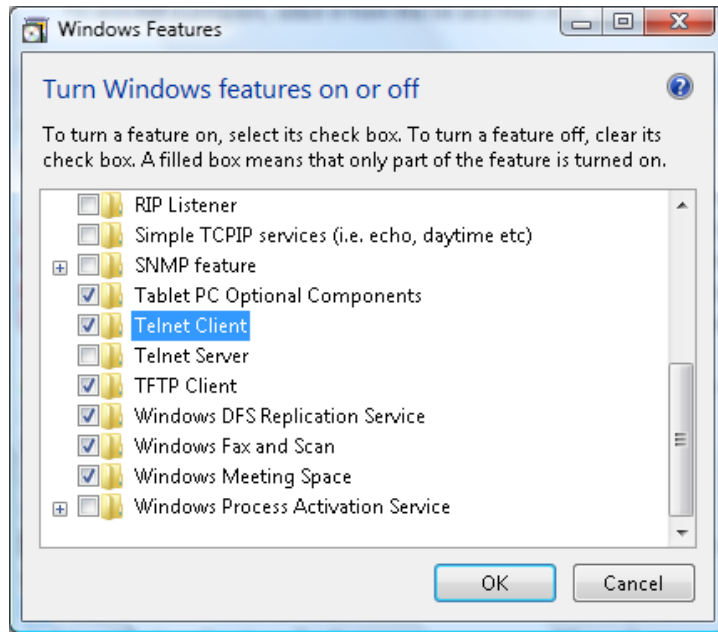 Windows Features
Turn Windows features on or off
To turn a feature on, select its check box. To turn a feature off, clear its
check box. A filled box means that only part of the feature is turned on.
RIP Listener
Simple TCPIP services (i.e. echo, daytime etc)
SNMP feature
Tablet PC Optional Components
Telnet Client
Telnet Server
TFTP Client
Windows DFS Replication Service
Windows Fax and Scan
Windows Meeting Space
Windows Process Activation Service
OK Cancel